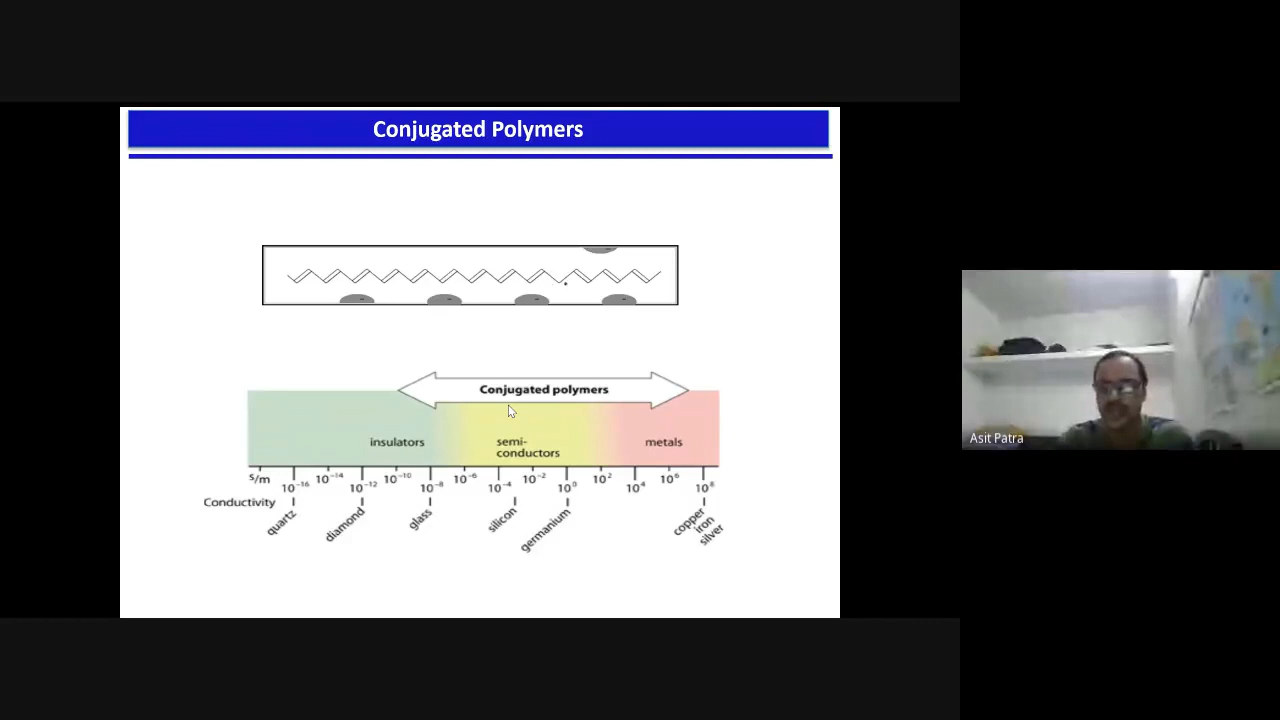 Conjugated Polymers
Conjugated polymers
insulators
semi-
conductors
metals
s/m
10⁻¹⁶
10⁻¹⁴
10⁻¹²
10⁻¹⁰
10⁻⁸
10⁻⁶
10⁻⁴
10⁻²
10⁰
10²
10⁴
10⁶
10⁸
Conductivity
quartz
diamond
glass
silicon
germanium
copper
iron
silver
Asit Patra